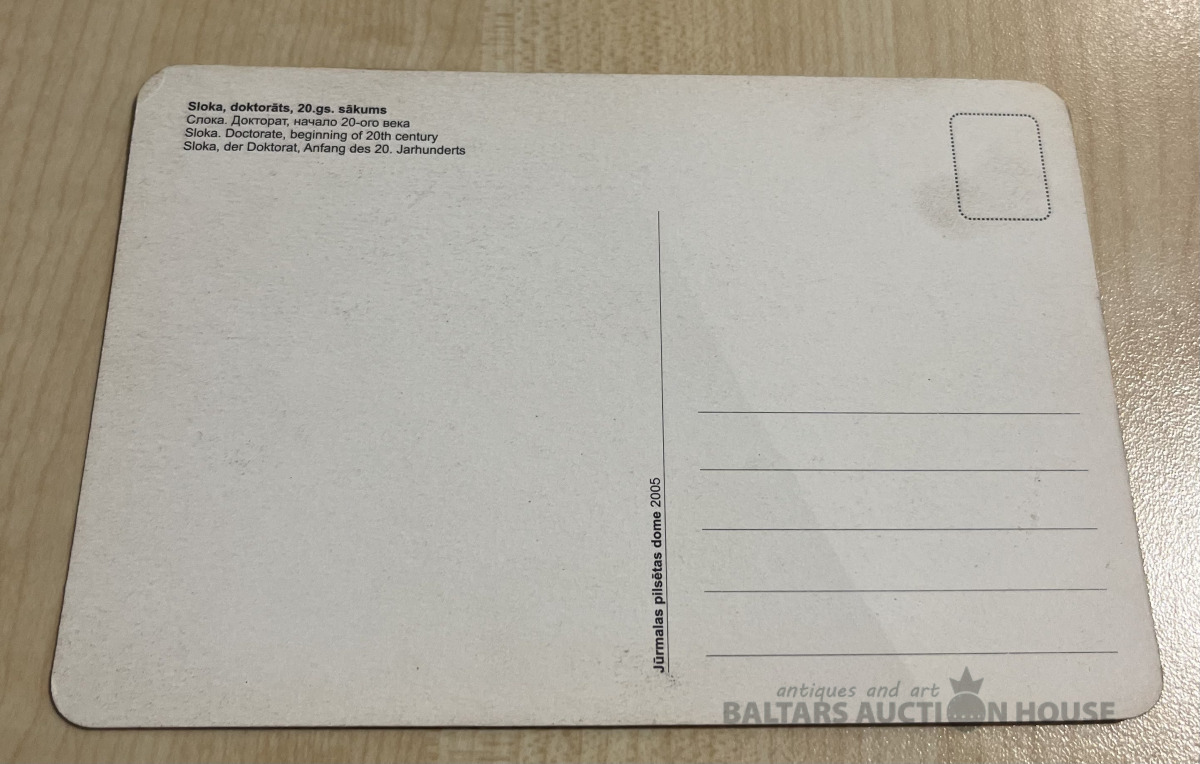 Sloka, doktorāts, 20.gs. sākums
Слока. Докторат, начало 20-ого века
Sloka. Doctorate, beginning of 20th century
Sloka, der Doktorat, Anfang des 20. Jarhunderts
Jūrmalas pilsētas dome 2005
antiques and art
BALTARS AUCTION HOUSE